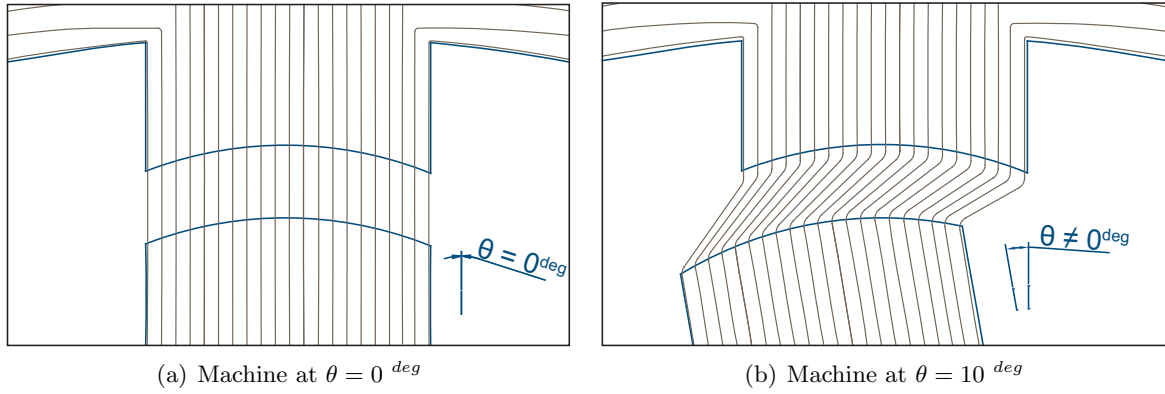 θ = 0deg
θ ≠ 0deg
(a) Machine at θ = 0 deg
(b) Machine at θ = 10 deg